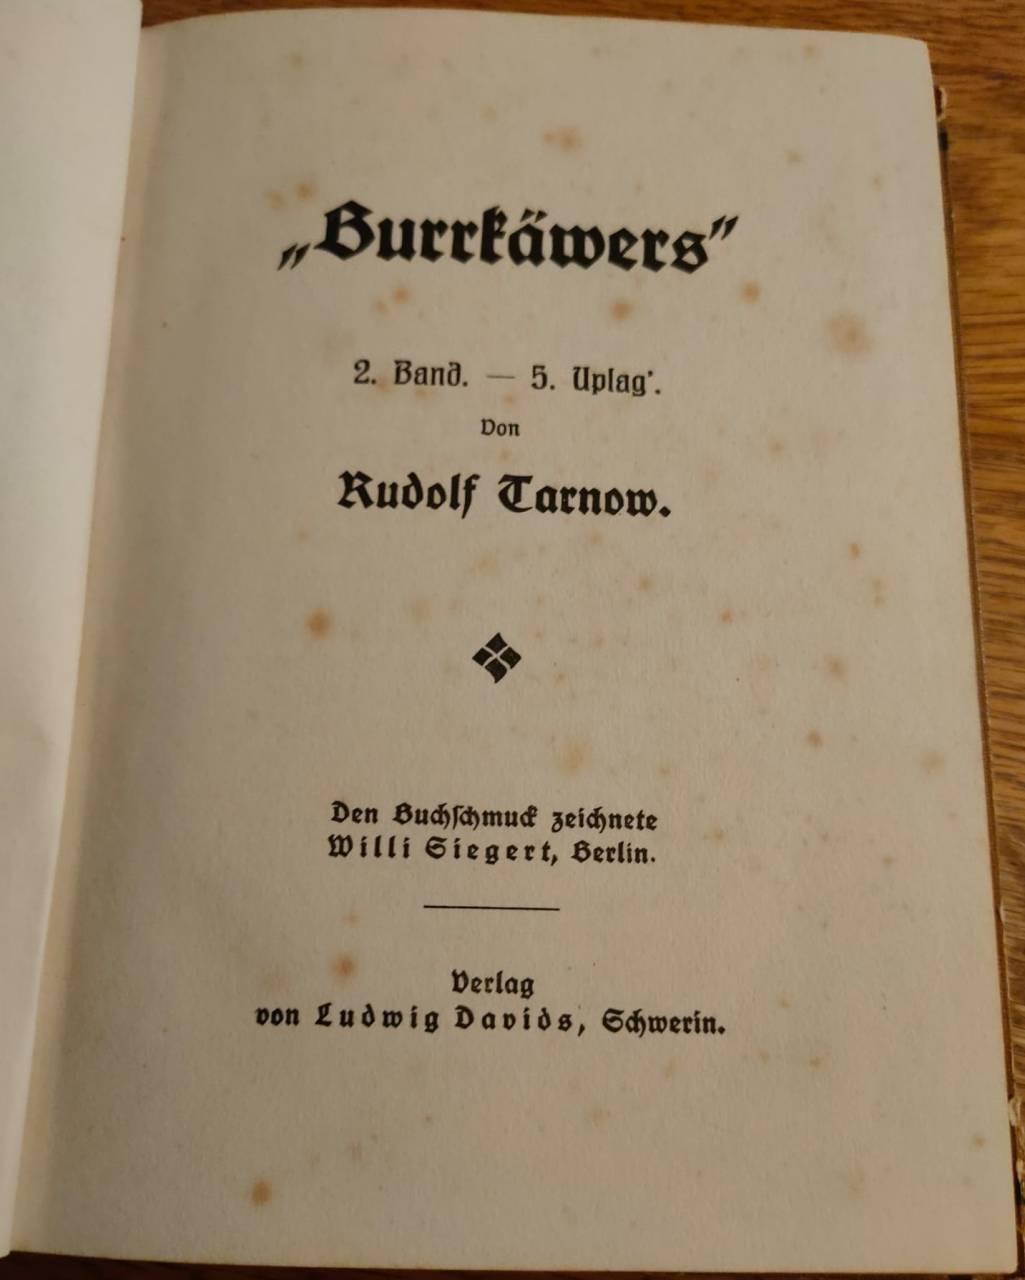 „Burrkäwers”
2. Band. — 5. Uplag'.
Von
Rudolf Tarnow.
Den Buchschmuck zeichnete
Willi Siegert, Berlin.
Verlag
von Ludwig Davids, Schwerin.